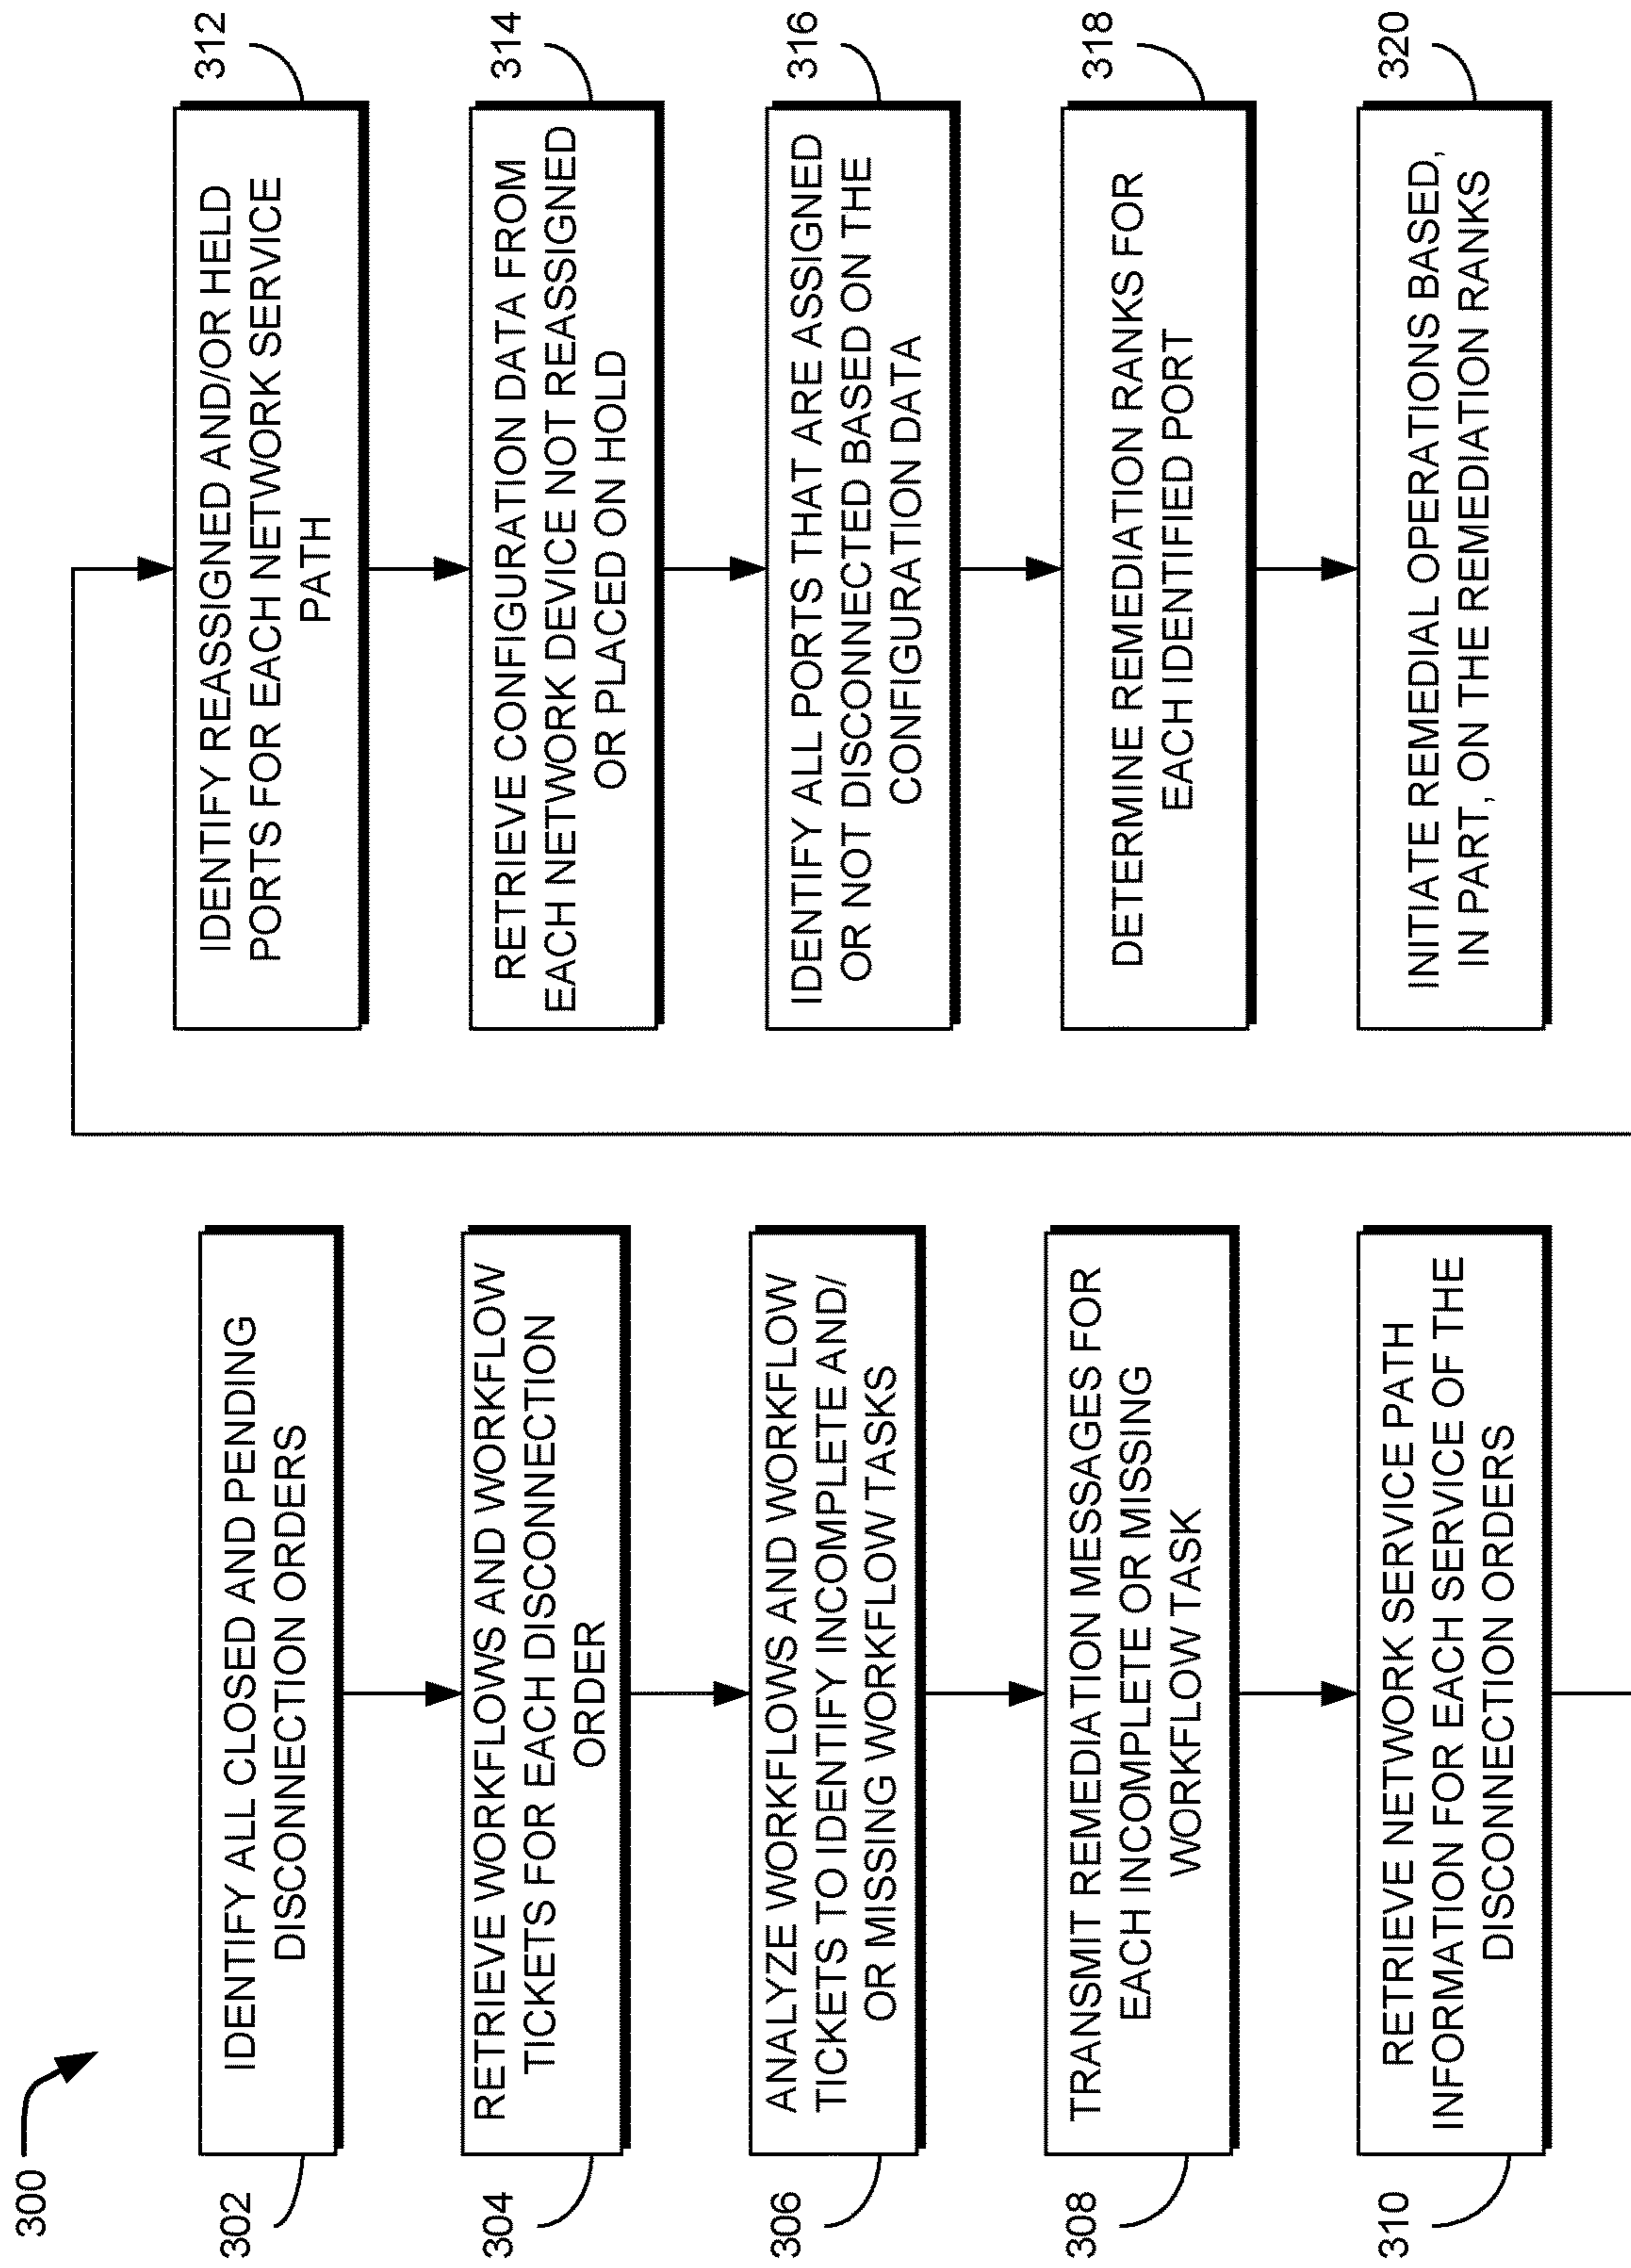 300
302
IDENTIFY ALL CLOSED AND PENDING
DISCONNECTION ORDERS
304
RETRIEVE WORKFLOWS AND WORKFLOW
TICKETS FOR EACH DISCONNECTION
ORDER
306
ANALYZE WORKFLOWS AND WORKFLOW
TICKETS TO IDENTIFY INCOMPLETE AND/
OR MISSING WORKFLOW TASKS
308
TRANSMIT REMEDIATION MESSAGES FOR
EACH INCOMPLETE OR MISSING
WORKFLOW TASK
310
RETRIEVE NETWORK SERVICE PATH
INFORMATION FOR EACH SERVICE OF THE
DISCONNECTION ORDERS
312
IDENTIFY REASSIGNED AND/OR HELD
PORTS FOR EACH NETWORK SERVICE
PATH
314
RETRIEVE CONFIGURATION DATA FROM
EACH NETWORK DEVICE NOT REASSIGNED
OR PLACED ON HOLD
316
IDENTIFY ALL PORTS THAT ARE ASSIGNED
OR NOT DISCONNECTED BASED ON THE
CONFIGURATION DATA
318
DETERMINE REMEDIATION RANKS FOR
EACH IDENTIFIED PORT
320
INITIATE REMEDIAL OPERATIONS BASED,
IN PART, ON THE REMEDIATION RANKS